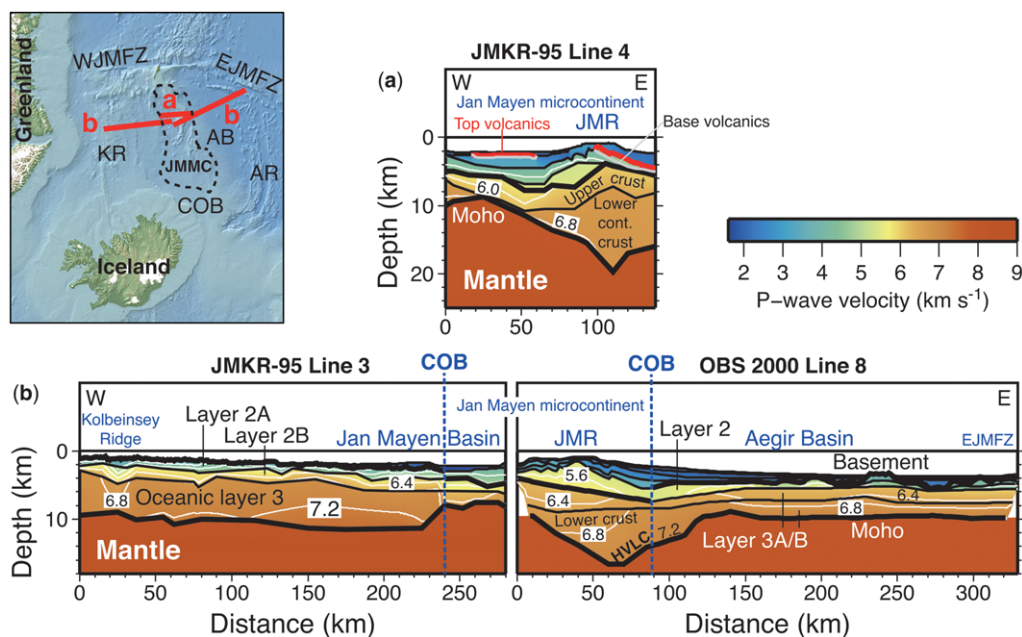 Greenland
WJMFZ
EJMFZ
a
b
b
KR
AB
JMMC
AR
COB
Iceland
JMKR-95 Line 4
(a)
W
E
Jan Mayen microcontinent
Top volcanics
JMR
Base volcanics
0
10
20
Depth (km)
6.0
Upper crust
Lower
cont.
crust
6.8
Moho
Mantle
0
50
100
2
3
4
5
6
7
8
9
P−wave velocity (km s-1)
(b)
JMKR-95 Line 3
COB
COB
OBS 2000 Line 8
W
E
Jan Mayen microcontinent
Kolbeinsey
Ridge
Layer 2A
Layer 2B
Jan Mayen Basin
JMR
Layer 2
Aegir Basin
EJMFZ
Basement
0
10
Depth (km)
6.8
Oceanic layer 3
7.2
6.4
Mantle
5.6
6.4
Lower crust
6.8
HVLC
7.2
6.4
6.8
Layer 3A/B
Moho
0
50
100
150
200
250
0
50
100
150
200
250
300
Distance (km)
Distance (km)